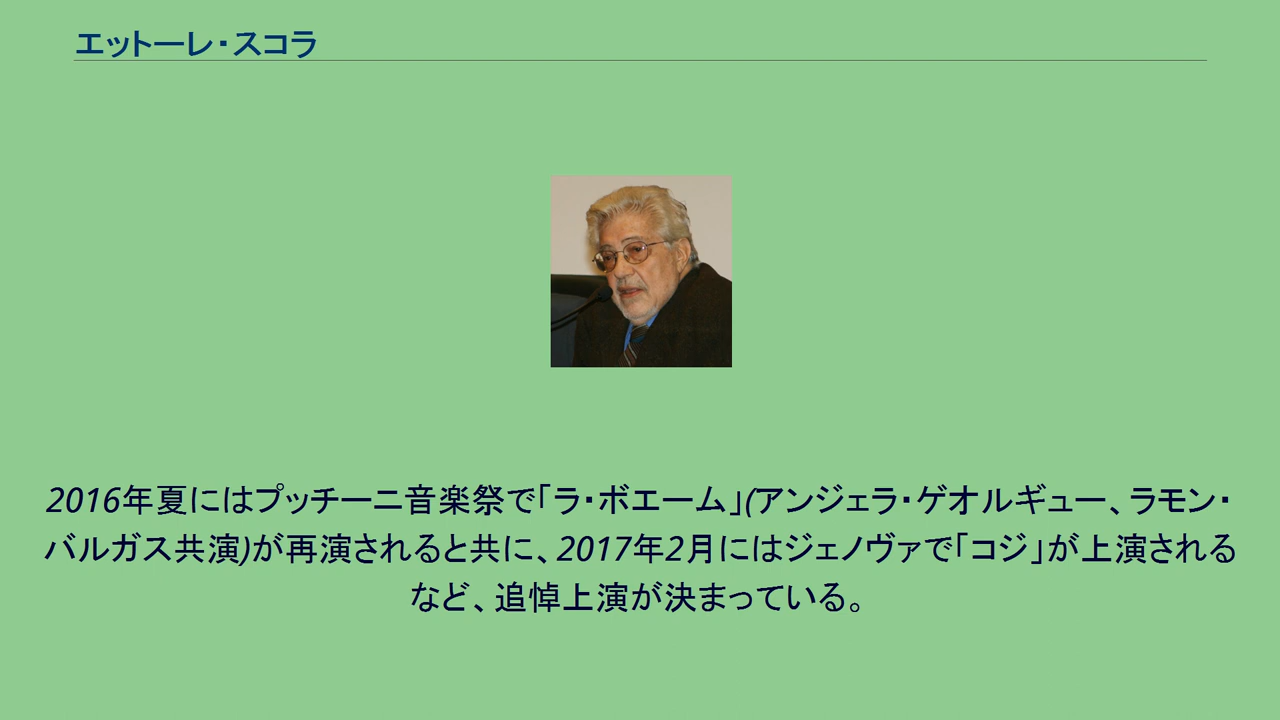 エットーレ・スコラ
2016年夏にはプッチーニ音楽祭で「ラ・ボエーム」(アンジェラ・ゲオルギュー、ラモン・
バルガス共演)が再演されると共に、2017年2月にはジェノヴァで「コジ」が上演される
など、追悼上演が決まっている。